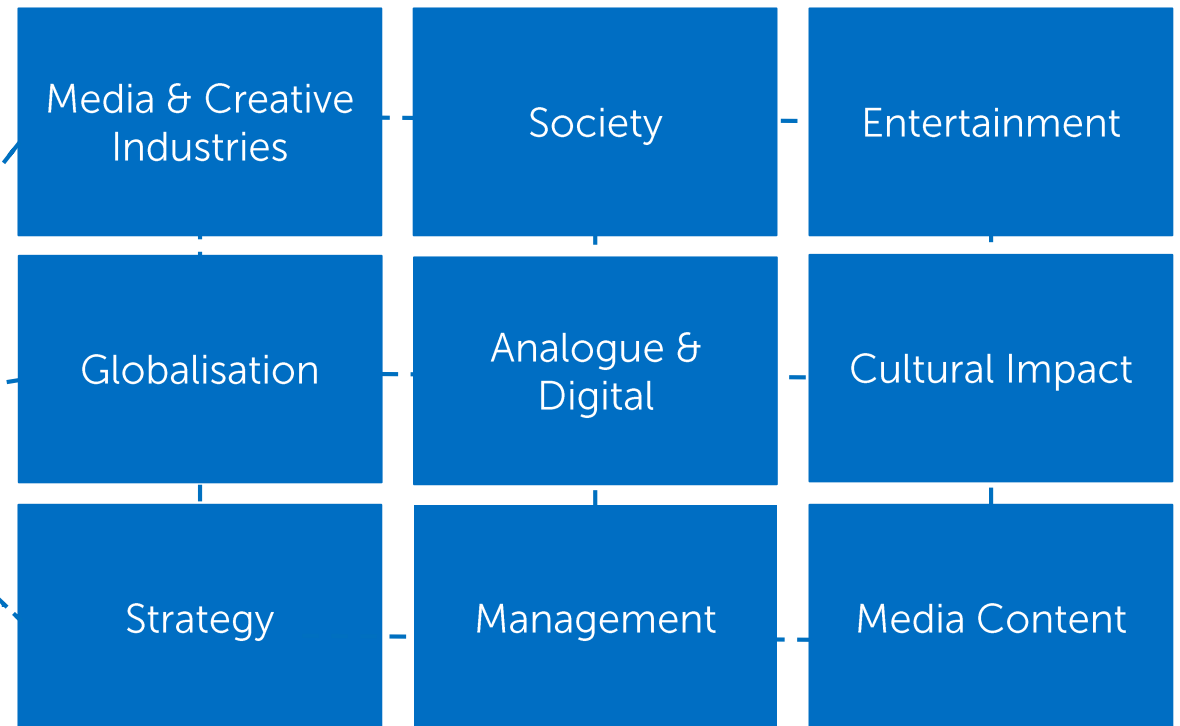 Media & Creative
Industries
Society
Entertainment
Globalisation
Analogue &
Digital
Cultural Impact
Strategy
Management
Media Content